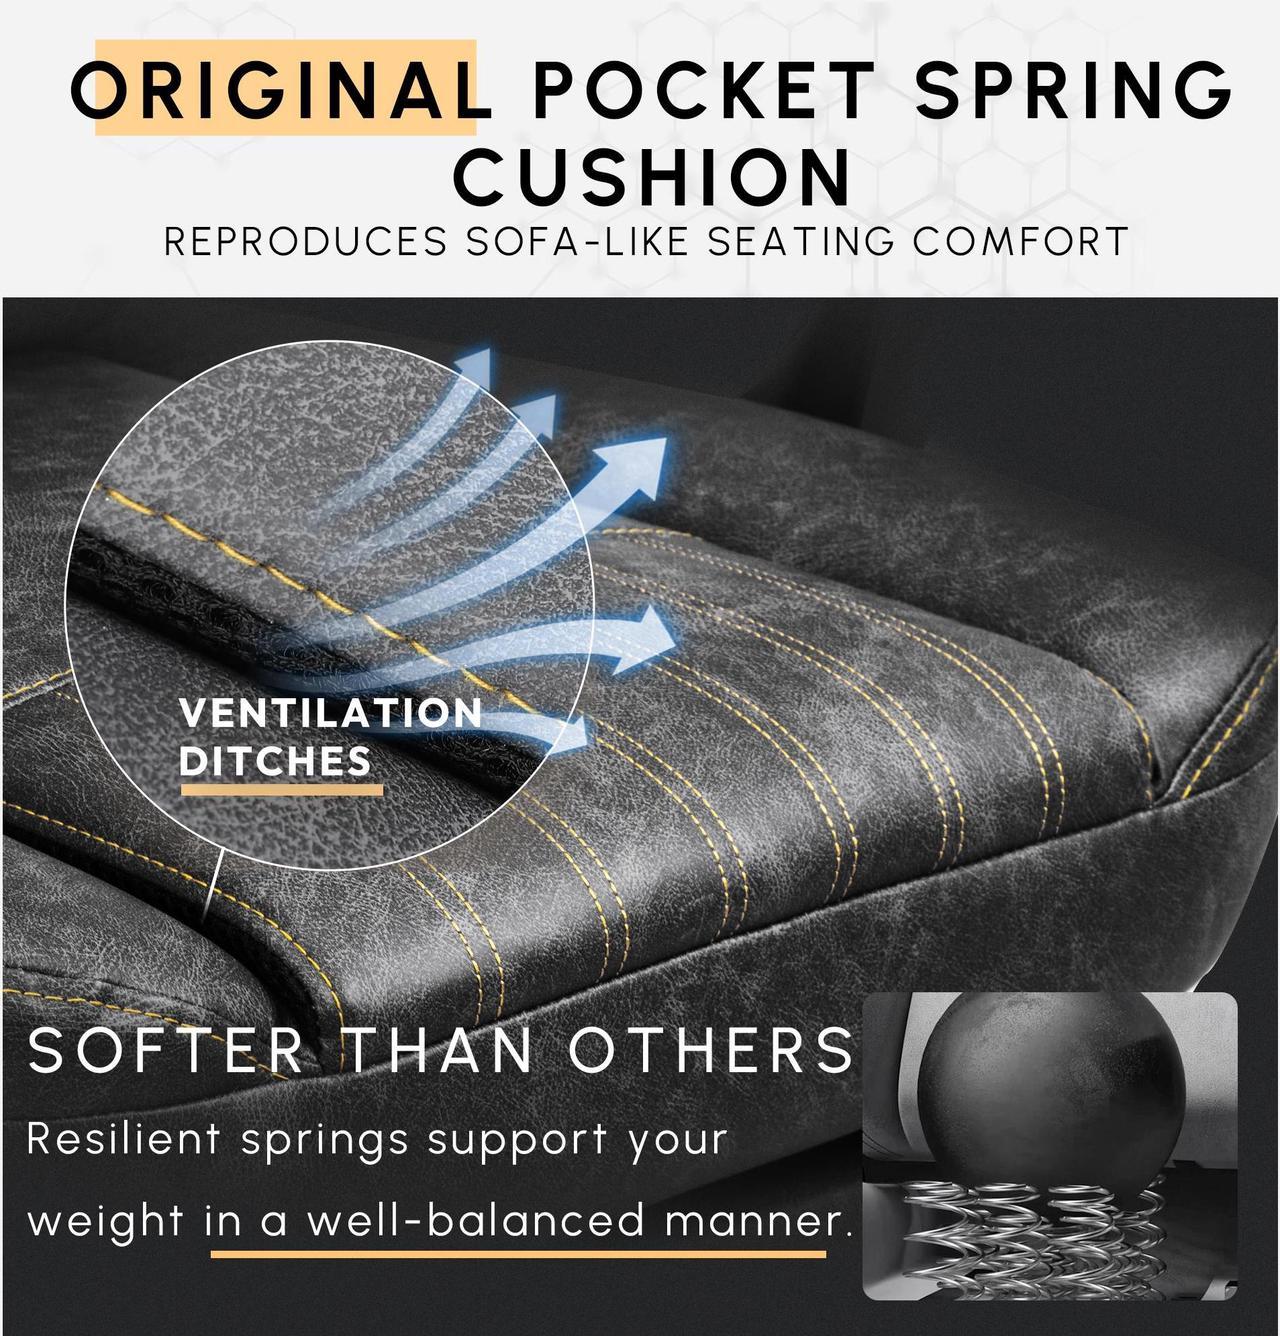 ORIGINAL POCKET SPRING
CUSHION
REPRODUCES SOFA-LIKE SEATING COMFORT
VENTILATION
DITCHES
SOFTER THAN OTHERS
Resilient springs support your
weight in a well-balanced manner.